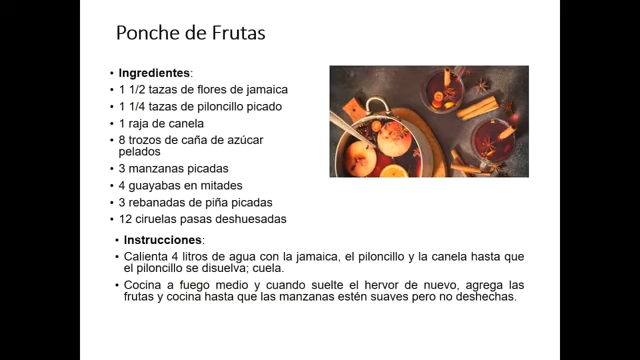 Ponche de Frutas
• Ingredientes:
• 1 1/2 tazas de flores de jamaica
• 1 1/4 tazas de piloncillo picado
• 1 raja de canela
• 8 trozos de caña de azúcar
pelados
• 3 manzanas picadas
• 4 guayabas en mitades
• 3 rebanadas de piña picadas
• 12 ciruelas pasas deshuesadas
• Instrucciones:
• Calienta 4 litros de agua con la jamaica, el piloncillo y la canela hasta que
el piloncillo se disuelva; cuela.
• Cocina a fuego medio y cuando suelte el hervor de nuevo, agrega las
frutas y cocina hasta que las manzanas estén suaves pero no deshechas.